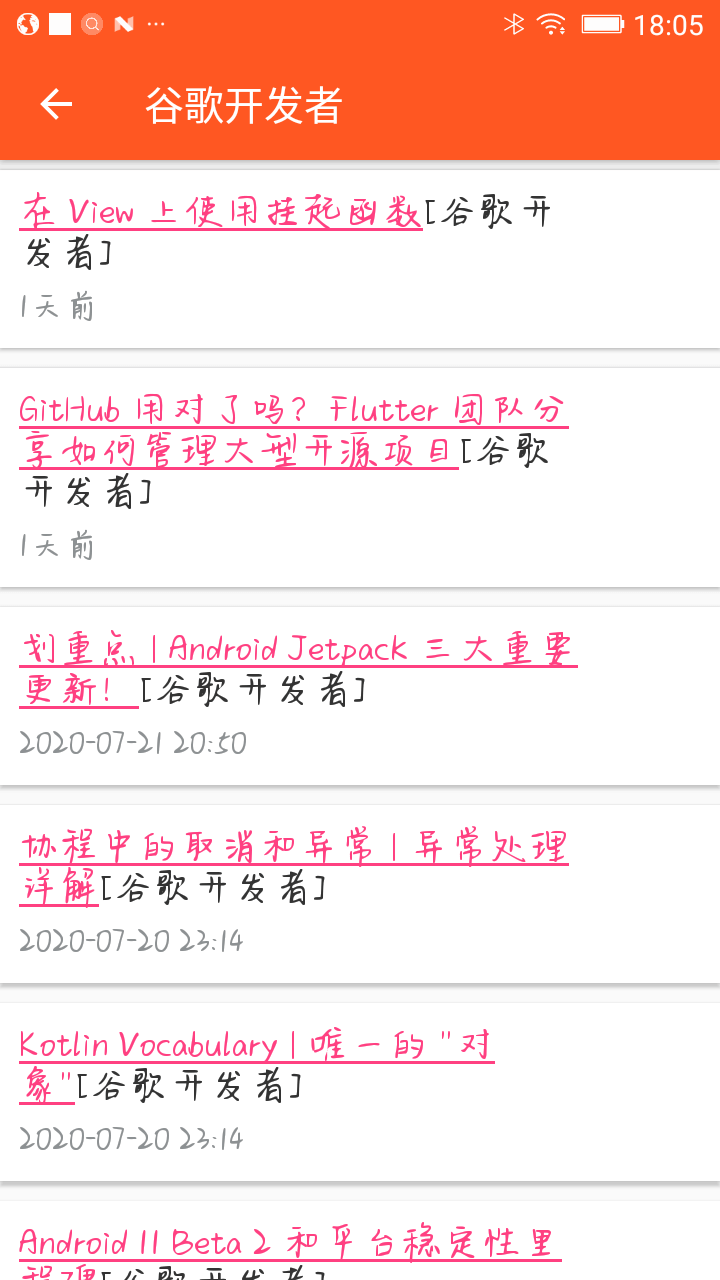 18:05
谷歌开发者
在 View 上使用挂起函数[谷歌开
发者]
1天前
GitHub 用对了吗？Flutter 团队分
享如何管理大型开源项目[谷歌
开发者]
1天前
划重点 | Android Jetpack 三大重要
更新！[谷歌开发者]
2020-07-21 20:50
协程中的取消和异常 | 异常处理
详解[谷歌开发者]
2020-07-20 23:14
Kotlin Vocabulary | 唯一的 "对
象"[谷歌开发者]
2020-07-20 23:14
Android 11 Beta 2 和平台稳定性里
程碑[谷歌开发者]